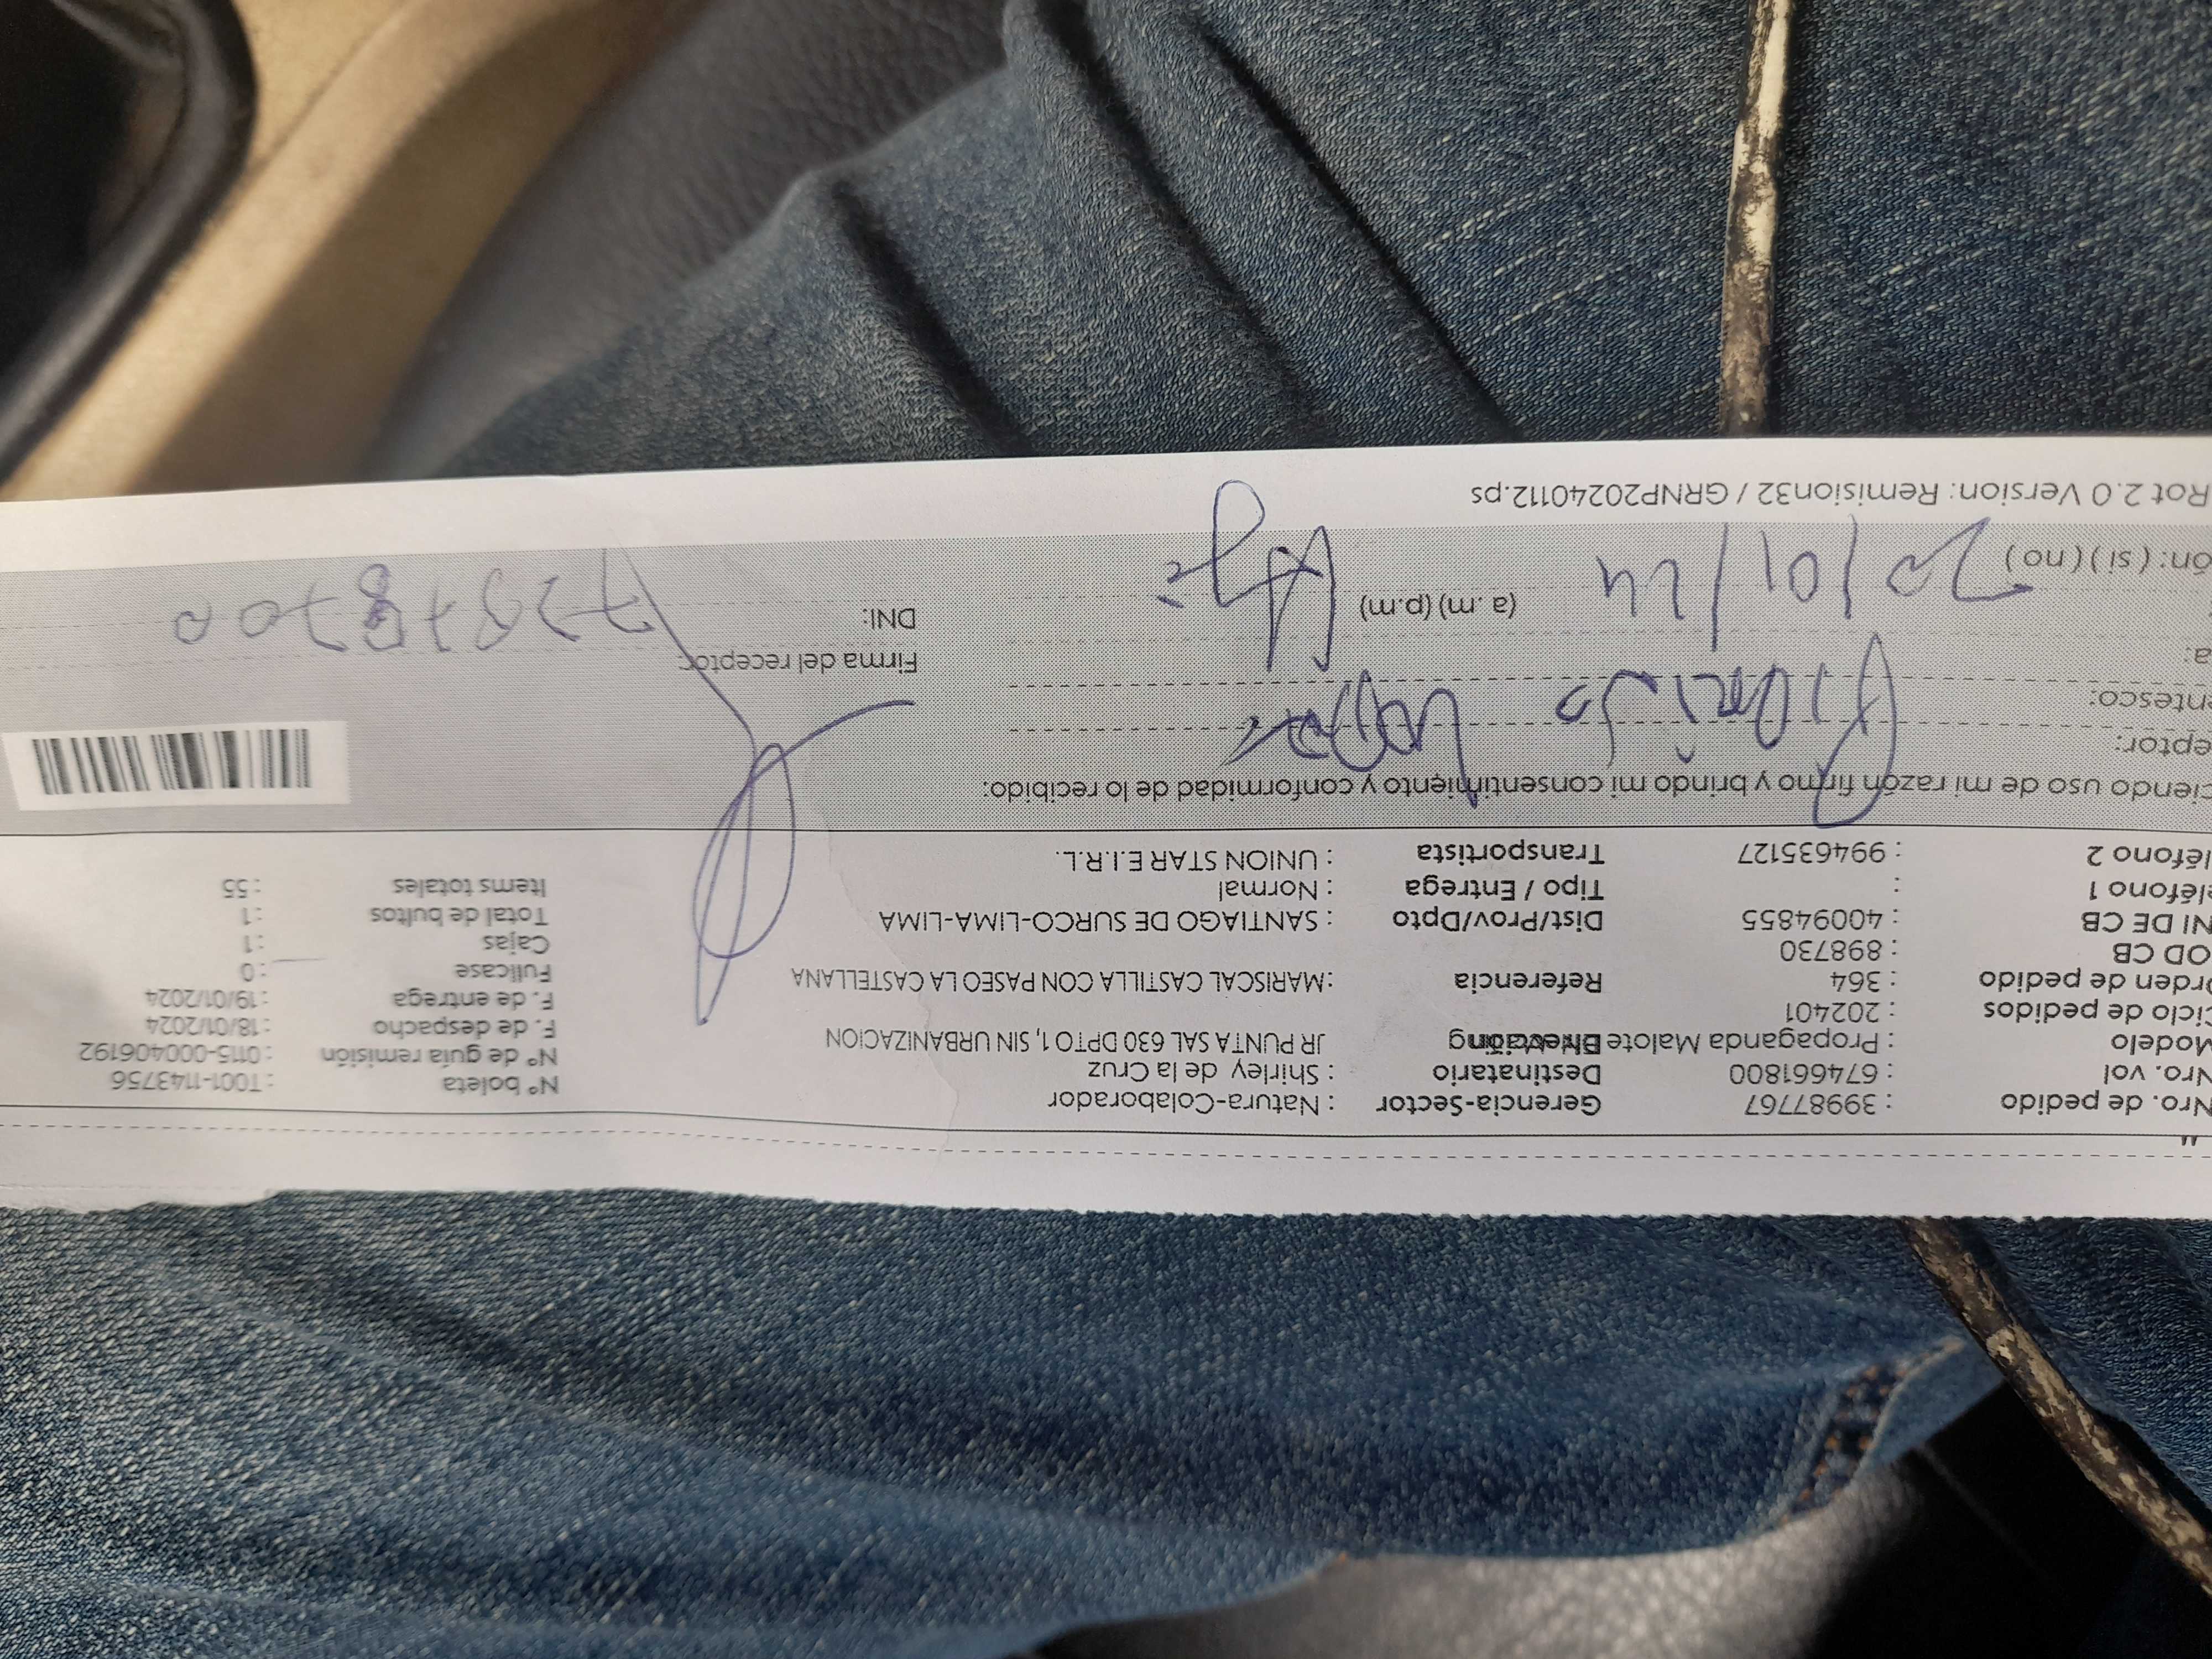 Nro. de pedido : 39987767 Gerencia-Sector : Natura-Colaborador Nº boleta : T001-1143756
Nro. vol : 674661800 Destinatario : Shirley de la Cruz Nº de guía remisión : 0115-000406192
Modelo : Propaganda Malote JR PUNTA SAL 630 DPTO 1, SIN URBANIZACION F. de despacho : 18/01/2024
Ciclo de pedidos : 202401 F. de entrega : 19/01/2024
Orden de pedido : 364 Referencia : MARISCAL CASTILLA CON PASEO LA CASTELLANA Fullcase : 0
OD CB : 898730 Cajas : 1
NI DE CB : 40094855 Dist/Prov/Dpto : SANTIAGO DE SURCO-LIMA-LIMA Total de bultos : 1
eléfono 1 : Tipo / Entrega : Normal Items totales : 55
eléfono 2 : 994635127 Transportista : UNION STAR E.I.R.L.
ciendo uso de mi razón firmo y brindo mi consentimiento y conformidad de lo recibido:
eptor:
entesco:
a: Firma del receptor:
20/01/24 (a.m) (p.m) DNI:
ón: (si) (no)
Rot 2.0 Version: Remision32 / GRNP20240112.ps